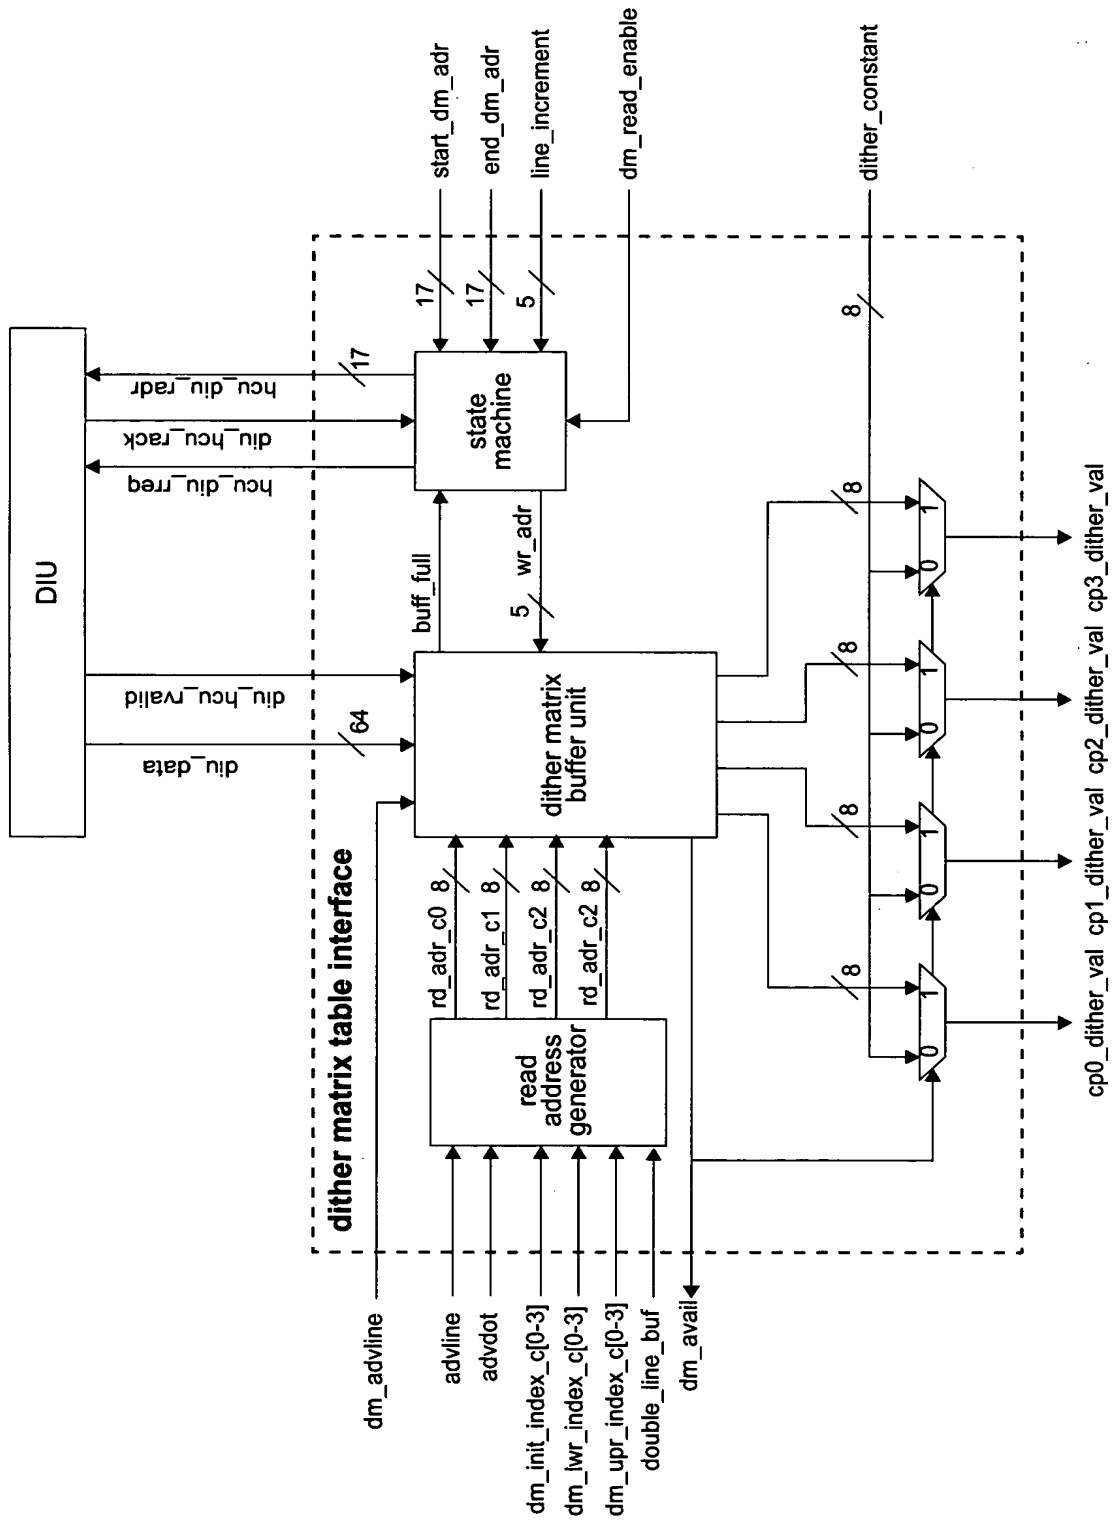 DIU
diu_data
64
diu_hcu_rvalid
hcu_diu_rreq
diu_hcu_rack
hcu_diu_radr
17
dither matrix table interface
dm_advline
advline
advdot
dm_init_index_c[0-3]
dm_lwr_index_c[0-3]
dm_upr_index_c[0-3]
double_line_buf
dm_avail
read
address
generator
rd_adr_c0
8
rd_adr_c1
8
rd_adr_c2
8
rd_adr_c2
8
dither matrix
buffer unit
buff_full
wr_adr
5
state
machine
17
start_dm_adr
17
end_dm_adr
5
line_increment
dm_read_enable
8
dither_constant
8
8
8
8
0 1
0 1
0 1
0 1
cp0_dither_val cp1_dither_val cp2_dither_val cp3_dither_val